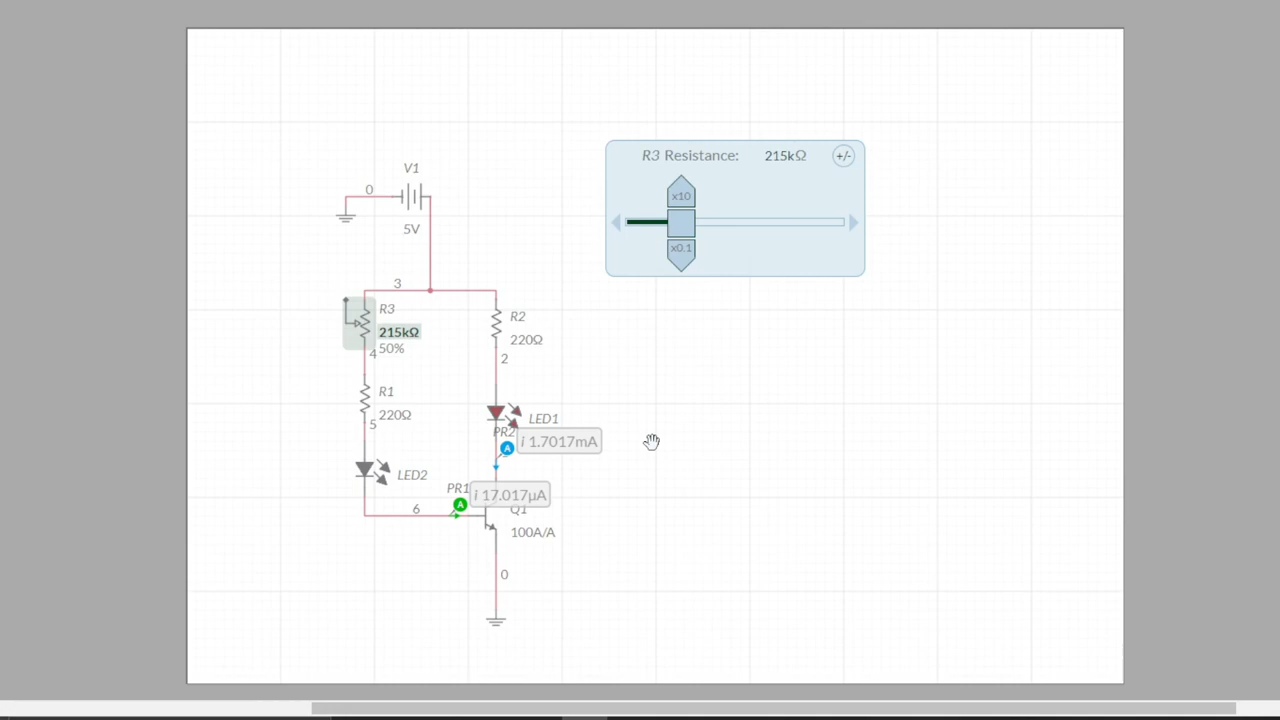 R3 Resistance: 215kΩ +/-
V1
x10
0
5V
x0.1
3
R3
215kΩ
50%
4
R2
220Ω
2
R1
220Ω
5
LED1
PR2
A
i 1.7017mA
LED2
PR1
A
i 17.017µA
6
Q1
100A/A
0